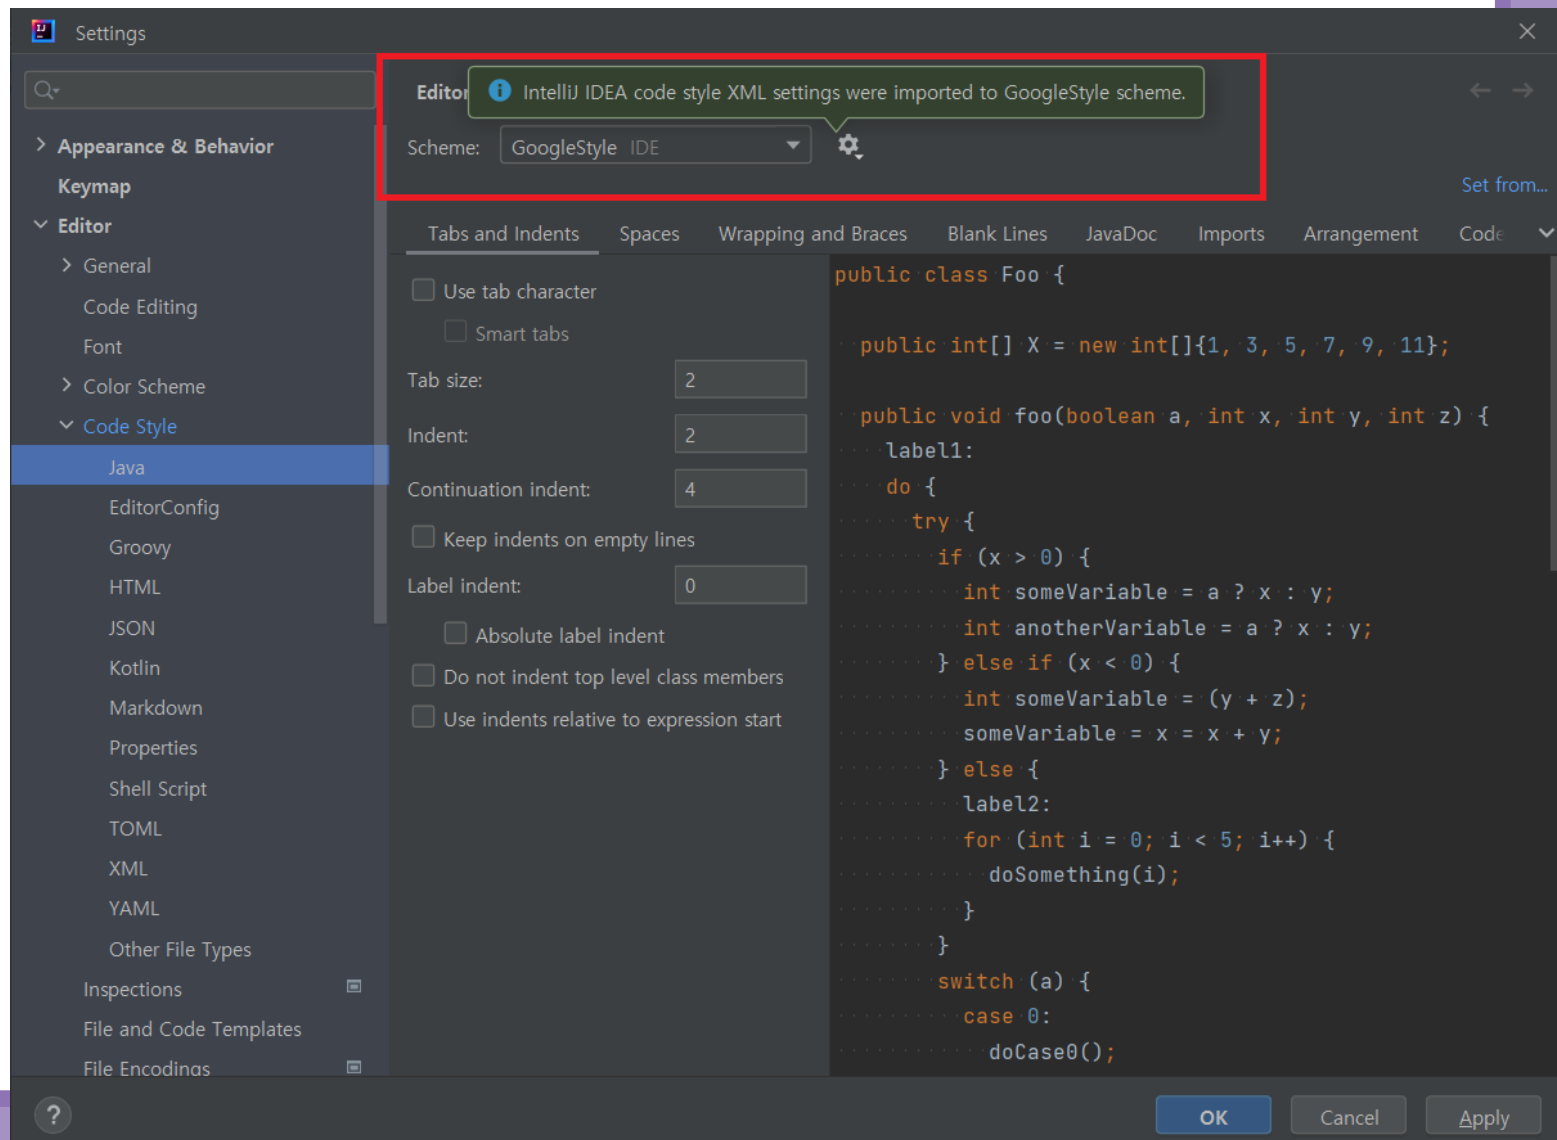 Settings
Appearance & Behavior
Keymap
Editor
General
Code Editing
Font
Color Scheme
Code Style
Java
EditorConfig
Groovy
HTML
JSON
Kotlin
Markdown
Properties
Shell Script
TOML
XML
YAML
Other File Types
Inspections
File and Code Templates
File Encodings
Editor
IntelliJ IDEA code style XML settings were imported to GoogleStyle scheme.
Scheme: GoogleStyle IDE
Set from...
Tabs and Indents Spaces Wrapping and Braces Blank Lines JavaDoc Imports Arrangement Code
Use tab character
Smart tabs
Tab size: 2
Indent: 2
Continuation indent: 4
Keep indents on empty lines
Label indent: 0
Absolute label indent
Do not indent top level class members
Use indents relative to expression start
public class Foo {
public int[] X = new int[]{1, 3, 5, 7, 9, 11};
public void foo(boolean a, int x, int y, int z) {
label1:
do {
try {
if (x > 0) {
int someVariable = a ? x : y;
int anotherVariable = a ? x : y;
} else if (x < 0) {
int someVariable = (y + z);
someVariable = x = x + y;
} else {
label2:
for (int i = 0; i < 5; i++) {
doSomething(i);
}
}
switch (a) {
case 0:
doCase0();
?
OK Cancel Apply